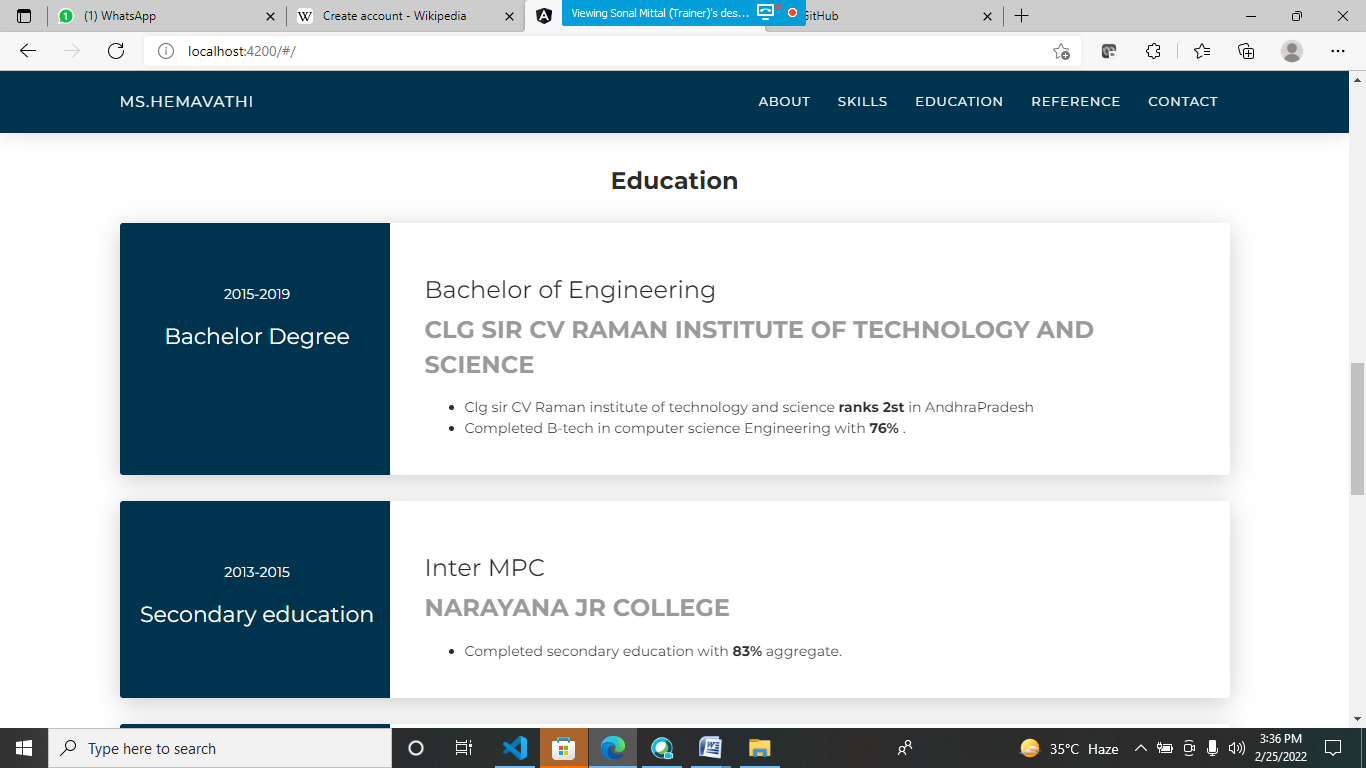 (1) WhatsApp
Create account - Wikipedia
Viewing Sonal Mittal (Trainer)'s des...
GitHub
localhost:4200/#/
MS.HEMAVATHI
ABOUT SKILLS EDUCATION REFERENCE CONTACT
Education
2015-2019
Bachelor Degree
Bachelor of Engineering
CLG SIR CV RAMAN INSTITUTE OF TECHNOLOGY AND
SCIENCE
Clg sir CV Raman institute of technology and science ranks 2st in AndhraPradesh
Completed B-tech in computer science Engineering with 76% .
2013-2015
Secondary education
Inter MPC
NARAYANA JR COLLEGE
Completed secondary education with 83% aggregate.
Type here to search
35°C Haze
3:36 PM
2/25/2022